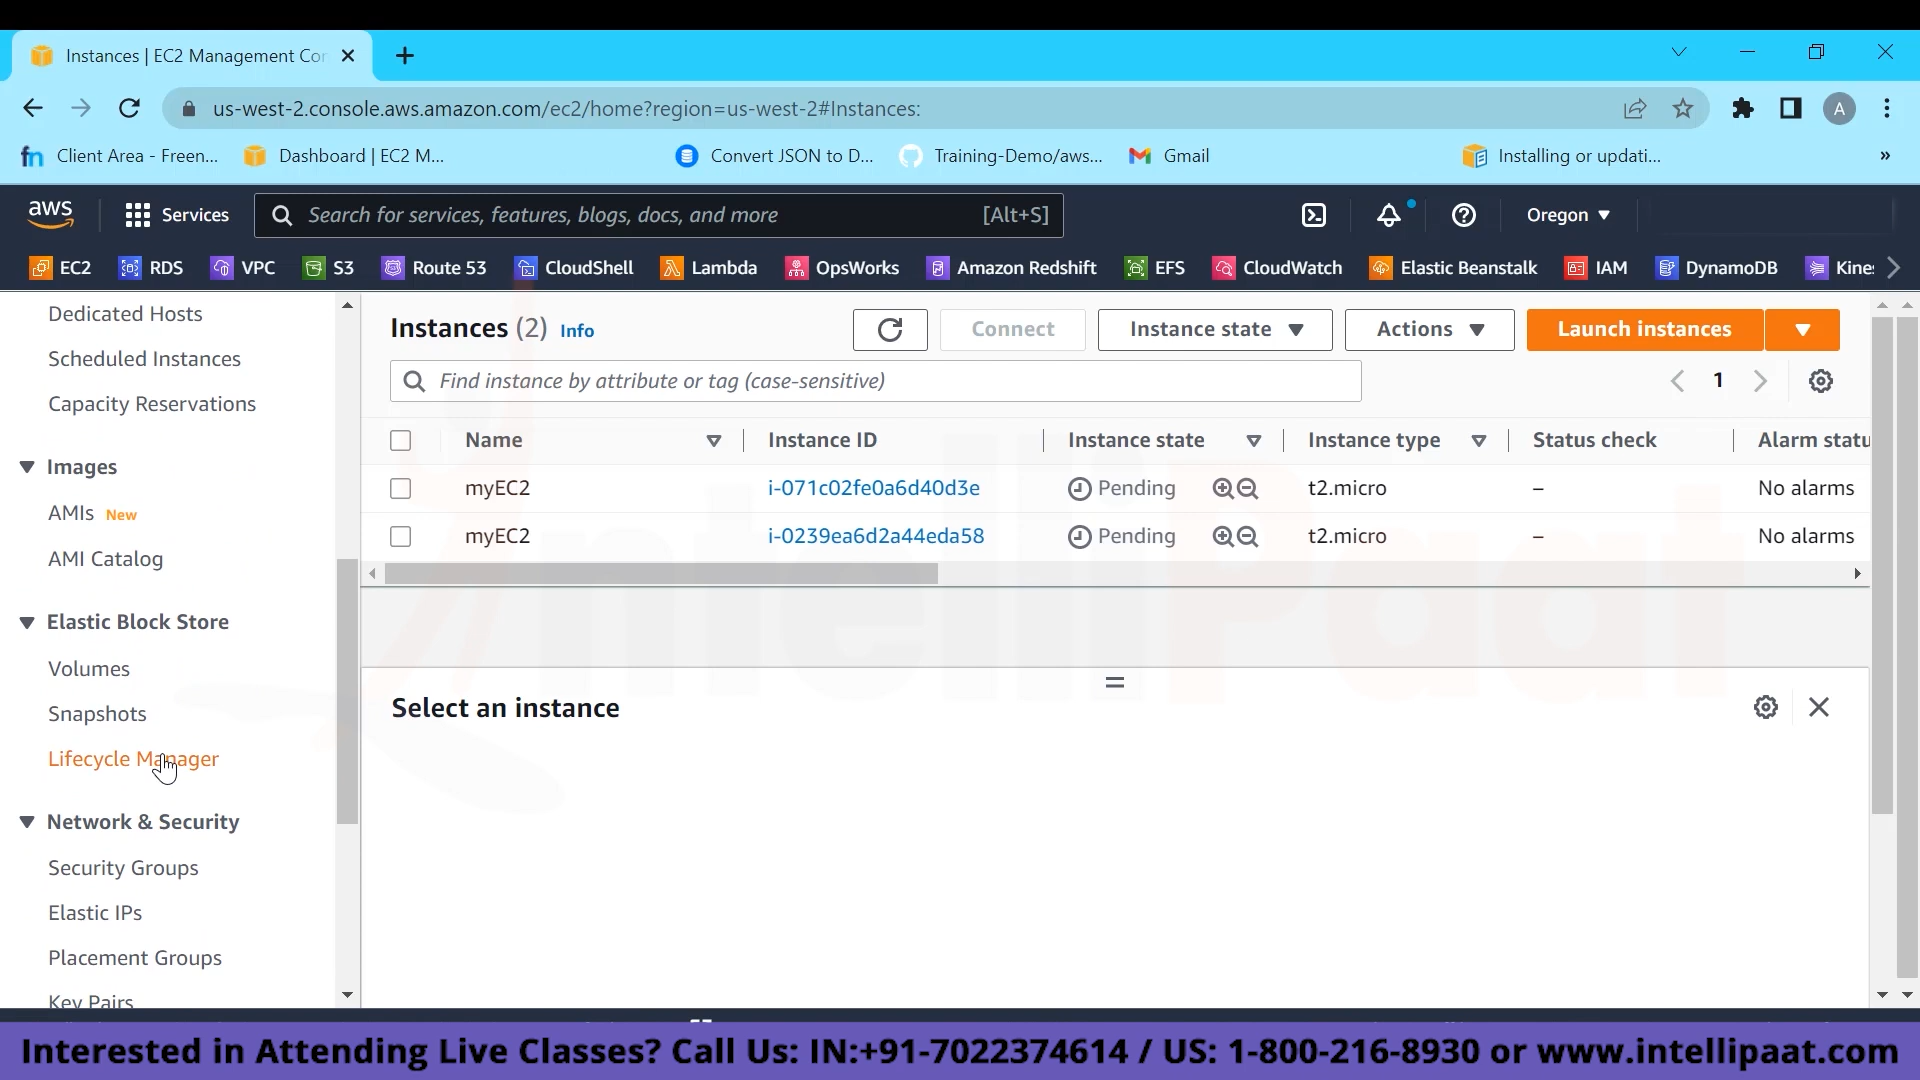 Instances | EC2 Management Con
us-west-2.console.aws.amazon.com/ec2/home?region=us-west-2#Instances:
fn Client Area - Freen... Dashboard | EC2 M... Convert JSON to D... Training-Demo/aws... Gmail Installing or updati... »
aws Services Search for services, features, blogs, docs, and more [Alt+S] Oregon
EC2 RDS VPC S3 Route 53 CloudShell Lambda OpsWorks Amazon Redshift EFS CloudWatch Elastic Beanstalk IAM DynamoDB Kines
Dedicated Hosts
Scheduled Instances
Capacity Reservations
Images
AMIs New
AMI Catalog
Elastic Block Store
Volumes
Snapshots
Lifecycle Manager
Network & Security
Security Groups
Elastic IPs
Placement Groups
Key Pairs
Instances (2) Info Connect Instance state Actions Launch instances
Find instance by attribute or tag (case-sensitive) 1
Name Instance ID Instance state Instance type Status check Alarm statu
myEC2 i-071c02fe0a6d40d3e Pending t2.micro – No alarms
myEC2 i-0239ea6d2a44eda58 Pending t2.micro – No alarms
Select an instance
IntelliPaat
Interested in Attending Live Classes? Call Us: IN:+91-7022374614 / US: 1-800-216-8930 or www.intellipaat.com